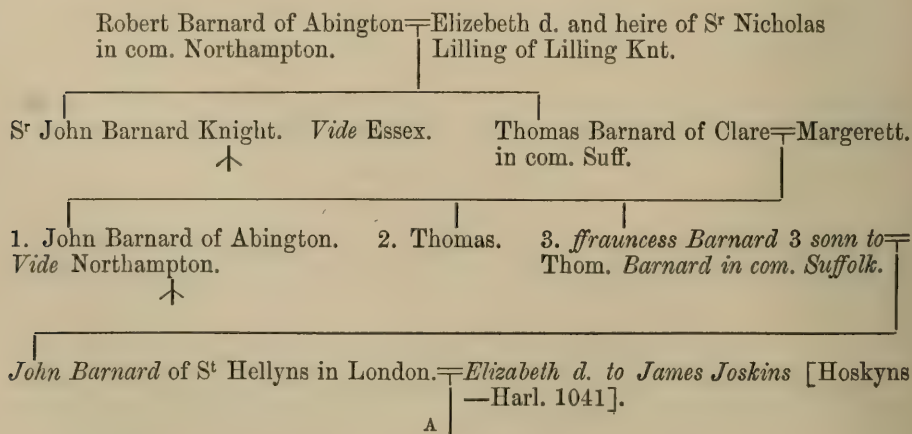 Robert Barnard of Abington=Elizebeth d. and heire of Sʳ Nicholas
in com. Northampton. Lilling of Lilling Knt.
Sʳ John Barnard Knight. Vide Essex. Thomas Barnard of Clare=Margerett.
in com. Suff.
1. John Barnard of Abington. 2. Thomas. 3. ffrauncess Barnard 3 sonn to=
Vide Northampton. Thom. Barnard in com. Suffolk.
John Barnard of Sᵗ Hellyns in London.=Elizabeth d. to James Joskins [Hoskyns
—Harl. 1041].
A